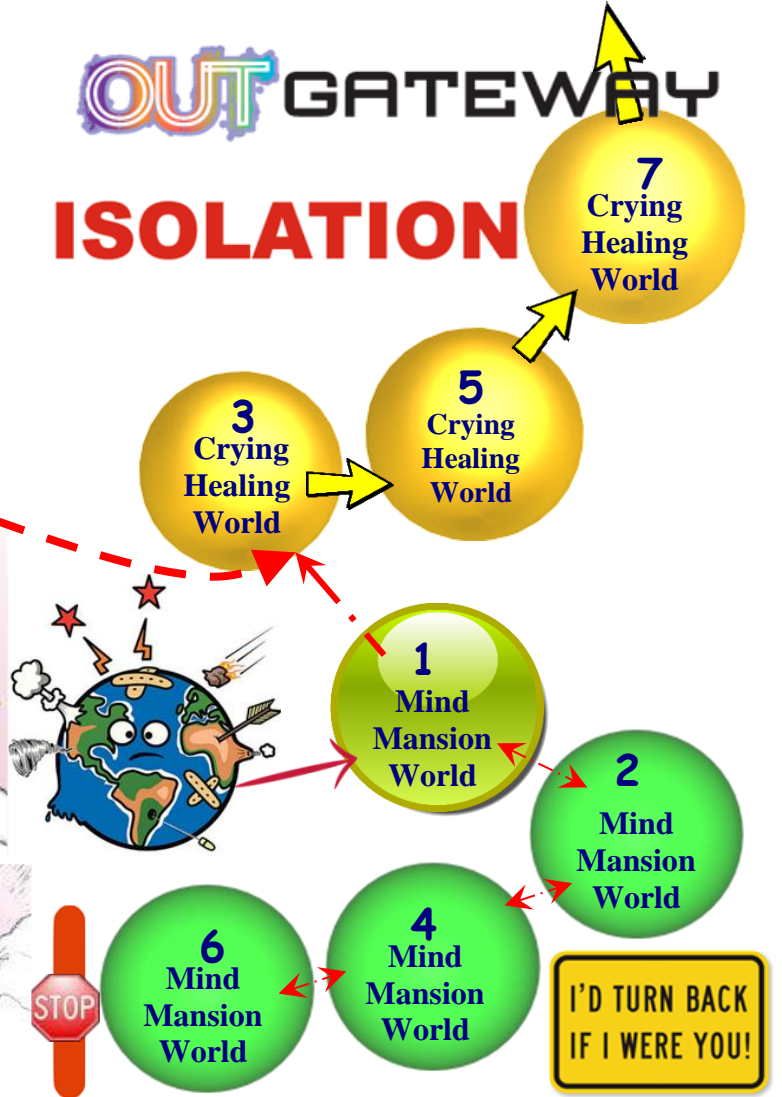 OUT GATEWAY
ISOLATION
7
Crying
Healing
World
5
Crying
Healing
World
3
Crying
Healing
World
1
Mind
Mansion
World
2
Mind
Mansion
World
4
Mind
Mansion
World
6
Mind
Mansion
World
STOP
I'D TURN BACK
IF I WERE YOU!